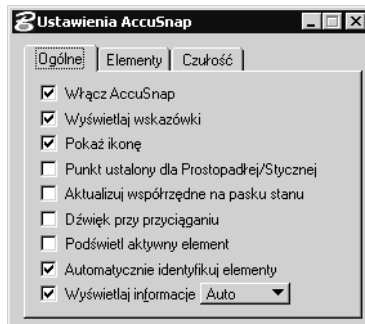 Ustawienia AccuSnap
Ogólne Elementy Czułość
Włącz AccuSnap
Wyświetlaj wskazówki
Pokaż ikonę
Punkt ustalony dla Prostopadłej/Stycznej
Aktualizuj współrzędne na pasku stanu
Dźwięk przy przyciąganiu
Podświetl aktywny element
Automatycznie identyfikuj elementy
Wyświetlaj informacje Auto